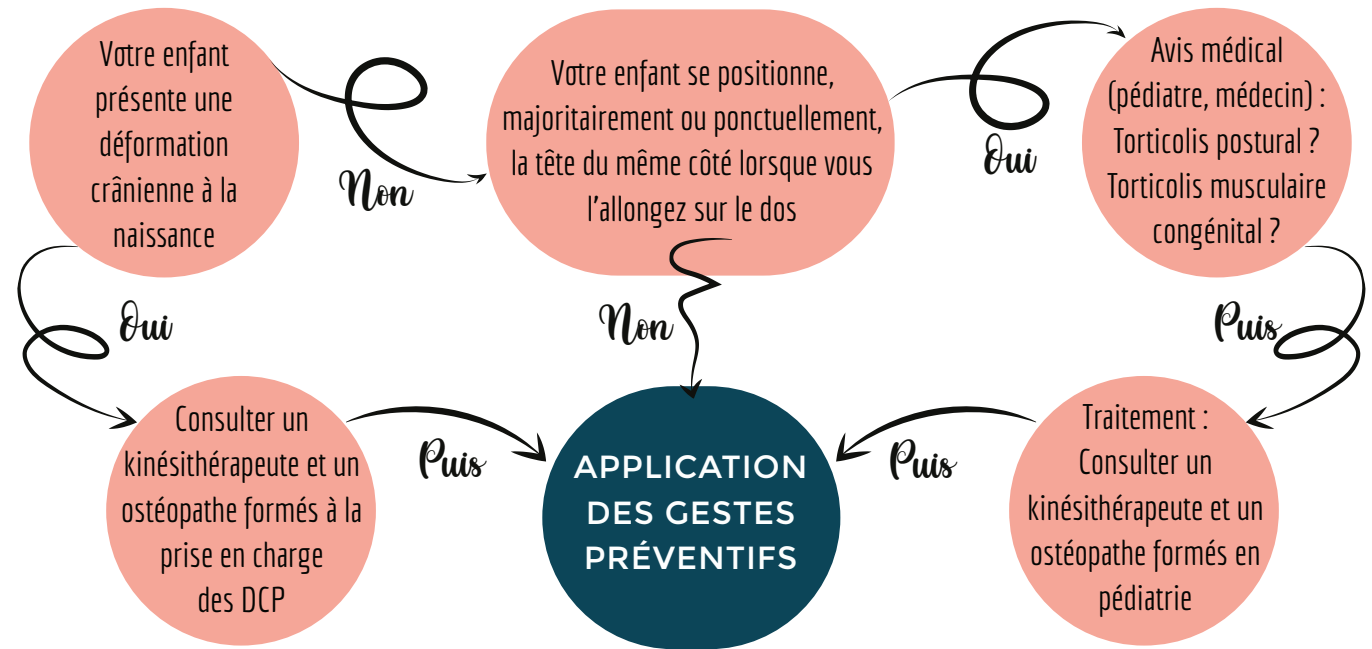 Votre enfant
présente une
déformation
crânienne à la
naissance
Non
Votre enfant se positionne,
majoritairement ou ponctuellement,
la tête du même côté lorsque vous
l'allongez sur le dos
Oui
Avis médical
(pédiatre, médecin) :
Torticolis postural ?
Torticolis musculaire
congénital ?
Oui
Non
Puis
Consulter un
kinésithérapeute et un
ostéopathe formés à la
prise en charge
des DCP
Puis
APPLICATION
DES GESTES
PRÉVENTIFS
Puis
Traitement :
Consulter un
kinésithérapeute et un
ostéopathe formés en
pédiatrie